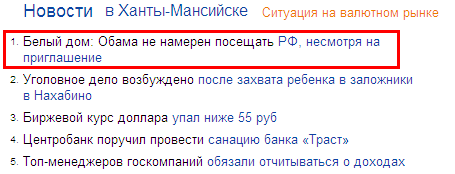 Новости в Ханты-Мансийске Ситуация на валютном рынке
1. Белый дом: Обама не намерен посещать РФ, несмотря на
приглашение
2. Уголовное дело возбуждено после захвата ребенка в заложники
в Нахабино
3. Биржевой курс доллара упал ниже 55 руб
4. Центробанк поручил провести санацию банка «Траст»
5. Топ-менеджеров госкомпаний обязали отчитываться о доходах